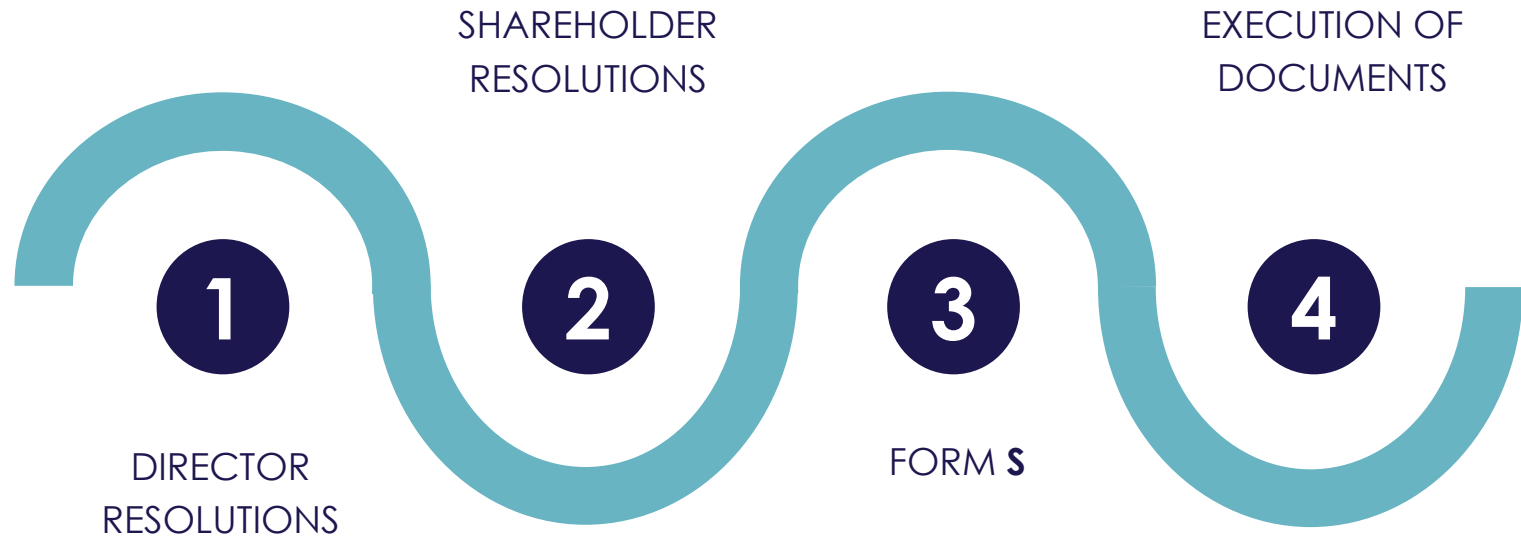 1
DIRECTOR
RESOLUTIONS
SHAREHOLDER
RESOLUTIONS
2
3
FORM S
EXECUTION OF
DOCUMENTS
4